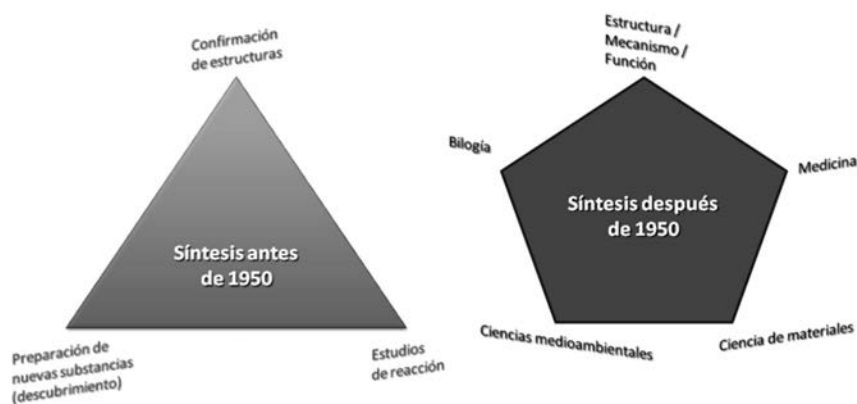 Confirmación
de estructuras
Síntesis antes
de 1950
Preparación de
nuevas substancias
(descubrimiento)
Estudios
de reacción
Estructura /
Mecanismo /
Función
Bilogía
Medicina
Síntesis después
de 1950
Ciencias medioambientales
Ciencia de materiales